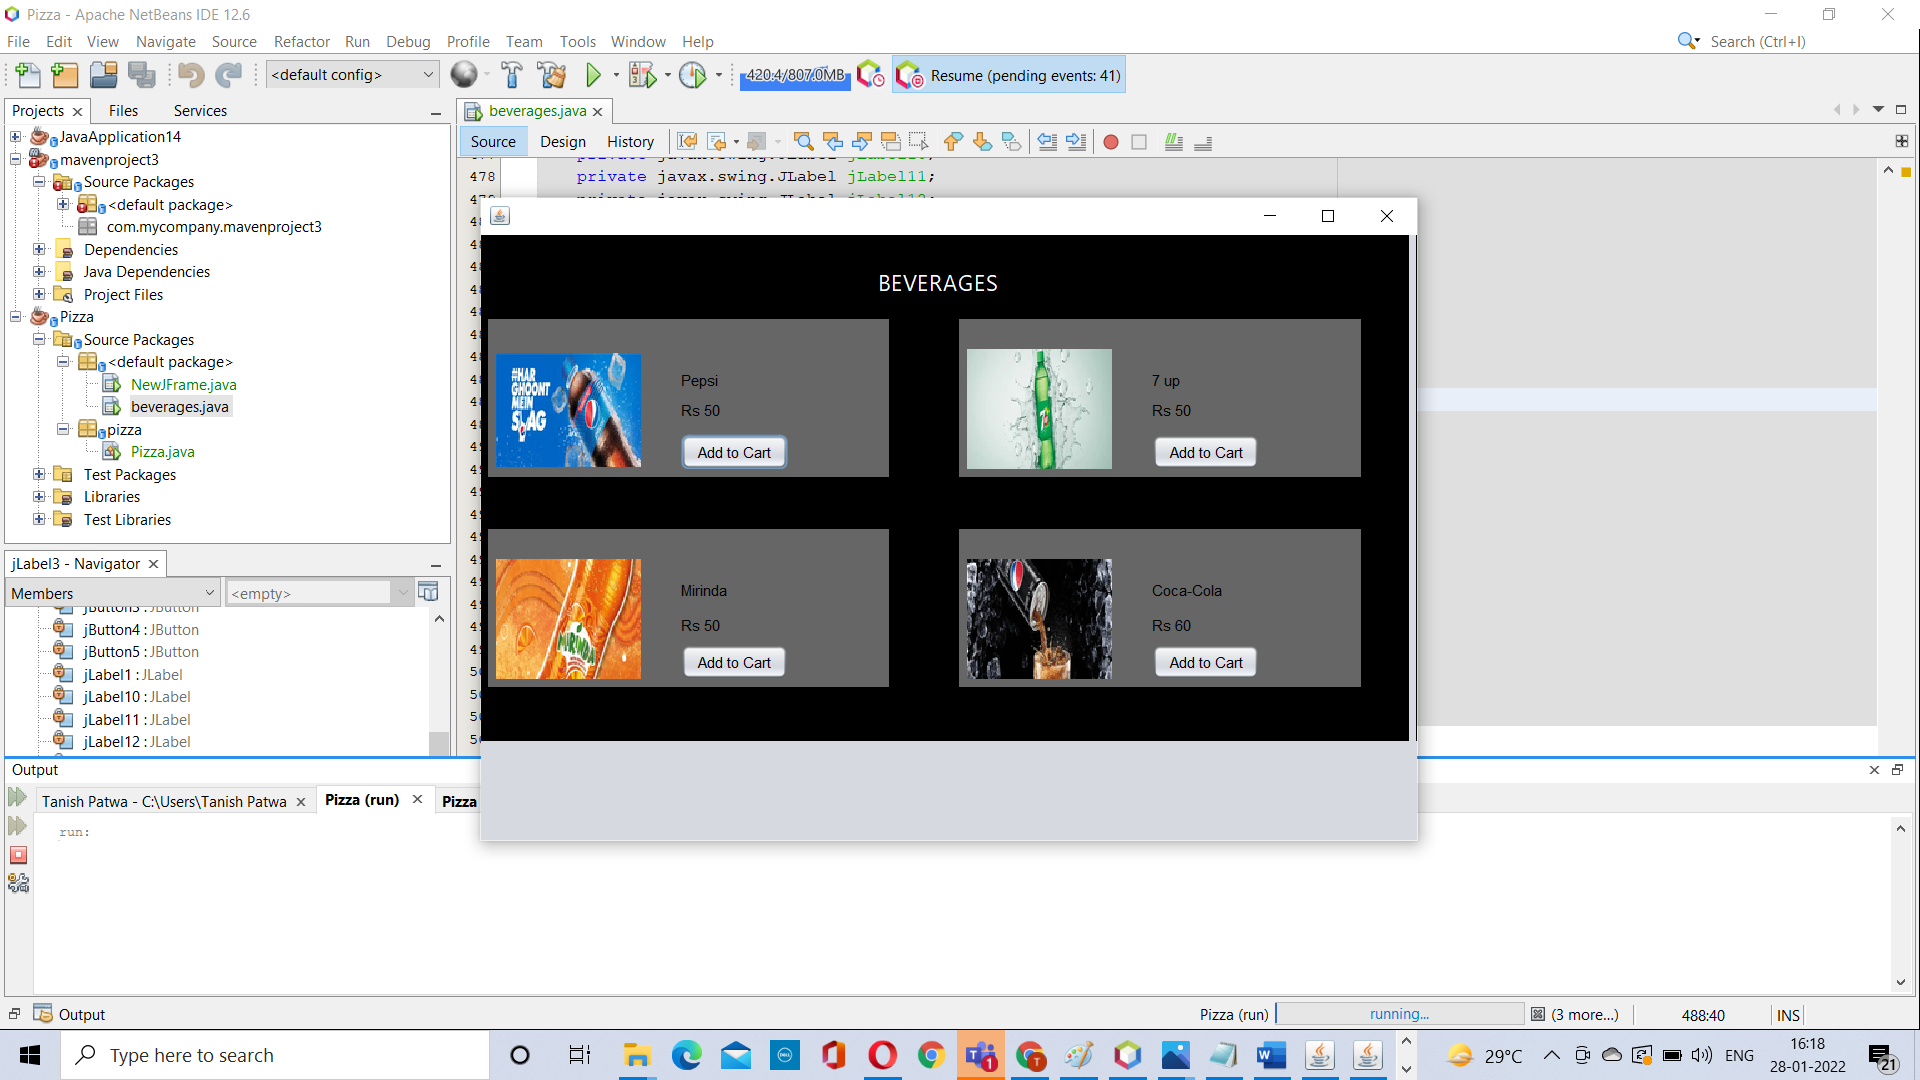 Pizza - Apache NetBeans IDE 12.6
File Edit View Navigate Source Refactor Run Debug Profile Team Tools Window Help
Search (Ctrl+I)
<default config>
420.4/807.0MB
Resume (pending events: 41)
Projects Files Services
beverages.java
Source Design History
JavaApplication14
mavenproject3
Source Packages
<default package>
com.mycompany.mavenproject3
Dependencies
Java Dependencies
Project Files
Pizza
Source Packages
<default package>
NewJFrame.java
beverages.java
pizza
Pizza.java
Test Packages
Libraries
Test Libraries
478 private javax.swing.JLabel jLabel11;
BEVERAGES
#HAR
GHOONT
MEIN
SWAG
Pepsi
Rs 50
Add to Cart
7 up
Rs 50
Add to Cart
Mirinda
Rs 50
Add to Cart
Coca-Cola
Rs 60
Add to Cart
jLabel3 - Navigator
Members
<empty>
jButton3 : JButton
jButton4 : JButton
jButton5 : JButton
jLabel1 : JLabel
jLabel10 : JLabel
jLabel11 : JLabel
jLabel12 : JLabel
Output
Tanish Patwa - C:\Users\Tanish Patwa
Pizza (run)
Pizza
run:
Output
Pizza (run)
running...
(3 more...)
488:40
INS
Type here to search
29°C
ENG
16:18
28-01-2022
21